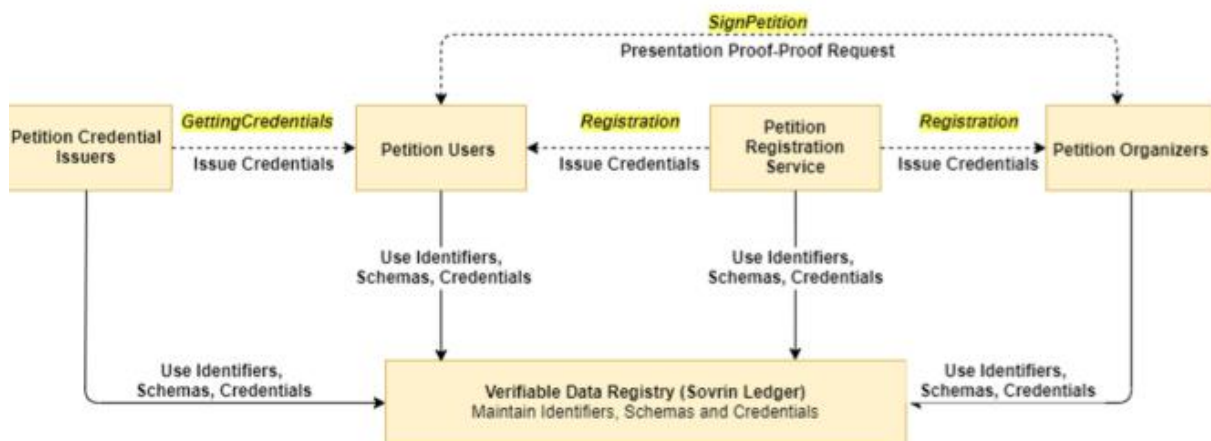 SignPetition
Presentation Proof-Proof Request
Petition Credential
Issuers
GettingCredentials
Issue Credentials
Petition Users
Registration
Issue Credentials
Petition
Registration
Service
Registration
Issue Credentials
Petition Organizers
Use Identifiers,
Schemas, Credentials
Use Identifiers,
Schemas, Credentials
Use Identifiers,
Schemas, Credentials
Verifiable Data Registry (Sovrin Ledger)
Maintain Identifiers, Schemas and Credentials
Use Identifiers,
Schemas, Credentials